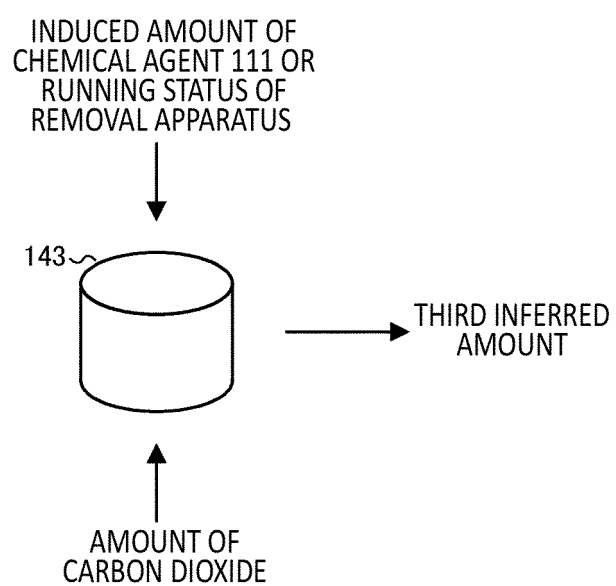 INDUCED AMOUNT OF
CHEMICAL AGENT 111 OR
RUNNING STATUS OF
REMOVAL APPARATUS
143
THIRD INFERRED
AMOUNT
AMOUNT OF
CARBON DIOXIDE